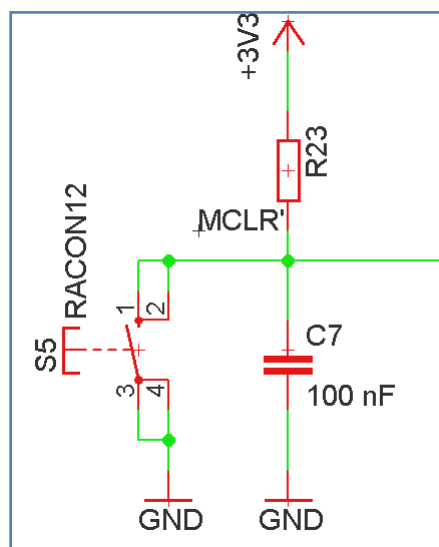 +3V3
R23
MCLR'
RACON12
S5
1
2
3
4
C7
100 nF
GND
GND